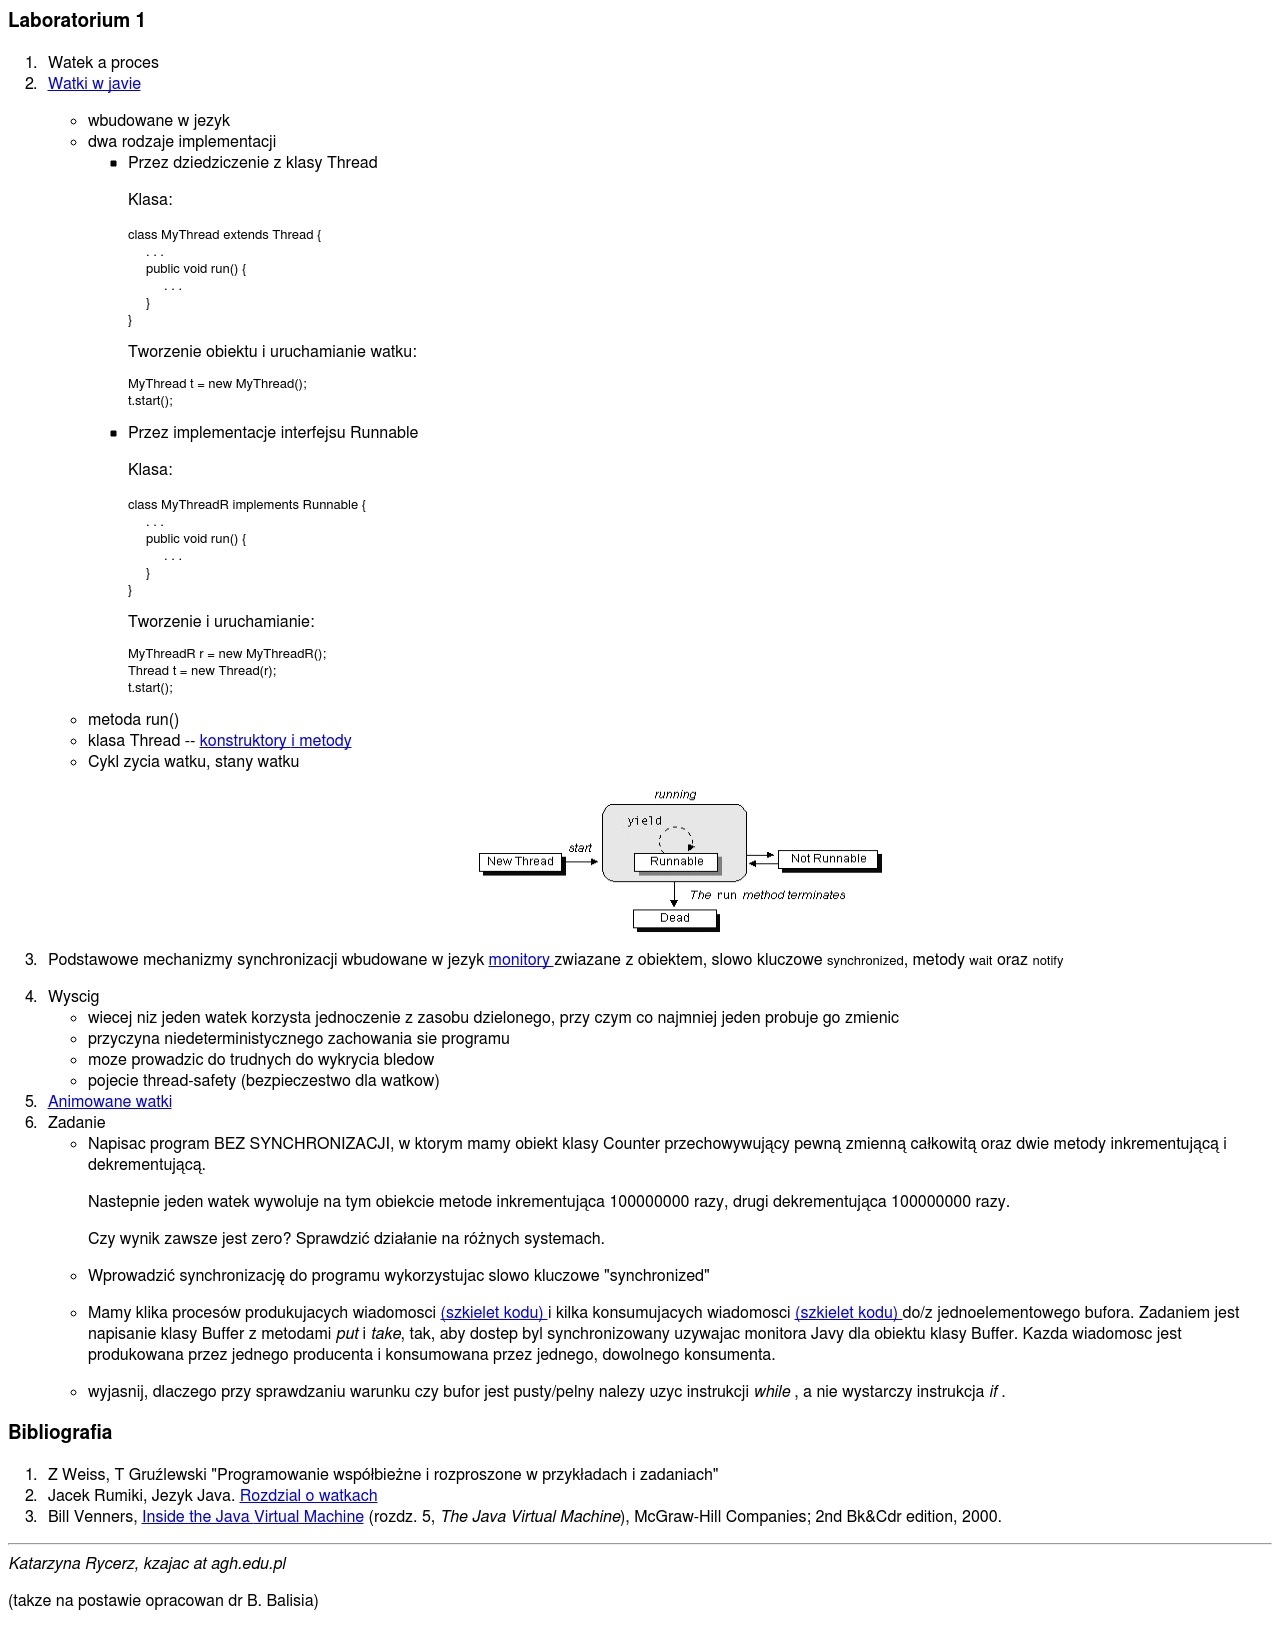 Laboratorium 1
1. Watek a proces
2. Watki w javie
wbudowane w jezyk
dwa rodzaje implementacji
Przez dziedziczenie z klasy Thread
Klasa:
class MyThread extends Thread {
. . .
public void run() {
. . .
}
}
Tworzenie obiektu i uruchamianie watku:
MyThread t = new MyThread();
t.start();
Przez implementacje interfejsu Runnable
Klasa:
class MyThreadR implements Runnable {
. . .
public void run() {
. . .
}
}
Tworzenie i uruchamianie:
MyThreadR r = new MyThreadR();
Thread t = new Thread(r);
t.start();
metoda run()
klasa Thread -- konstruktory i metody
Cykl zycia watku, stany watku
running
yield
start
New Thread
Runnable
Not Runnable
The run method terminates
Dead
3. Podstawowe mechanizmy synchronizacji wbudowane w jezyk monitory zwiazane z obiektem, slowo kluczowe synchronized, metody wait oraz notify
4. Wyscig
wiecej niz jeden watek korzysta jednoczenie z zasobu dzielonego, przy czym co najmniej jeden probuje go zmienic
przyczyna niedeterministycznego zachowania sie programu
moze prowadzic do trudnych do wykrycia bledow
pojecie thread-safety (bezpieczestwo dla watkow)
5. Animowane watki
6. Zadanie
Napisac program BEZ SYNCHRONIZACJI, w ktorym mamy obiekt klasy Counter przechowywujący pewną zmienną całkowitą oraz dwie metody inkrementującą i
dekrementującą.
Nastepnie jeden watek wywoluje na tym obiekcie metode inkrementująca 100000000 razy, drugi dekrementująca 100000000 razy.
Czy wynik zawsze jest zero? Sprawdzić działanie na różnych systemach.
Wprowadzić synchronizację do programu wykorzystujac slowo kluczowe "synchronized"
Mamy klika procesów produkujacych wiadomosci (szkielet kodu) i kilka konsumujacych wiadomosci (szkielet kodu) do/z jednoelementowego bufora. Zadaniem jest
napisanie klasy Buffer z metodami put i take, tak, aby dostep byl synchronizowany uzywajac monitora Javy dla obiektu klasy Buffer. Kazda wiadomosc jest
produkowana przez jednego producenta i konsumowana przez jednego, dowolnego konsumenta.
wyjasnij, dlaczego przy sprawdzaniu warunku czy bufor jest pusty/pelny nalezy uzyc instrukcji while , a nie wystarczy instrukcja if .
Bibliografia
1. Z Weiss, T Gruźlewski "Programowanie współbieżne i rozproszone w przykładach i zadaniach"
2. Jacek Rumiki, Jezyk Java. Rozdzial o watkach
3. Bill Venners, Inside the Java Virtual Machine (rozdz. 5, The Java Virtual Machine), McGraw-Hill Companies; 2nd Bk&Cdr edition, 2000.
Katarzyna Rycerz, kzajac at agh.edu.pl
(takze na postawie opracowan dr B. Balisia)